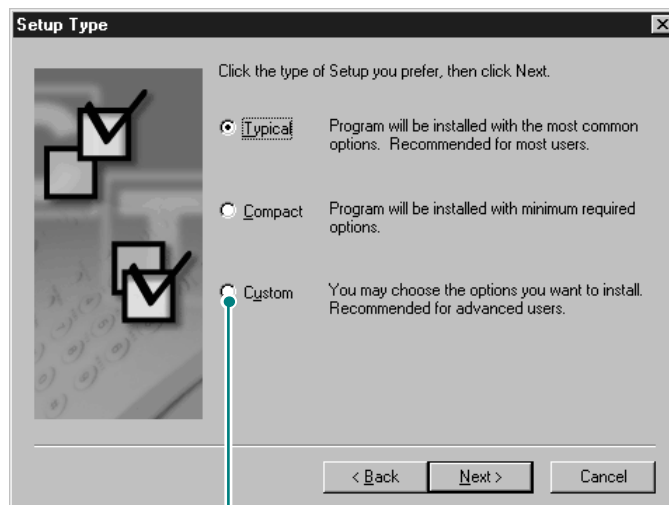 Setup Type
Click the type of Setup you prefer, then click Next.
Typical
Program will be installed with the most common
options. Recommended for most users.
Compact
Program will be installed with minimum required
options.
Custom
You may choose the options you want to install.
Recommended for advanced users.
< Back
Next >
Cancel